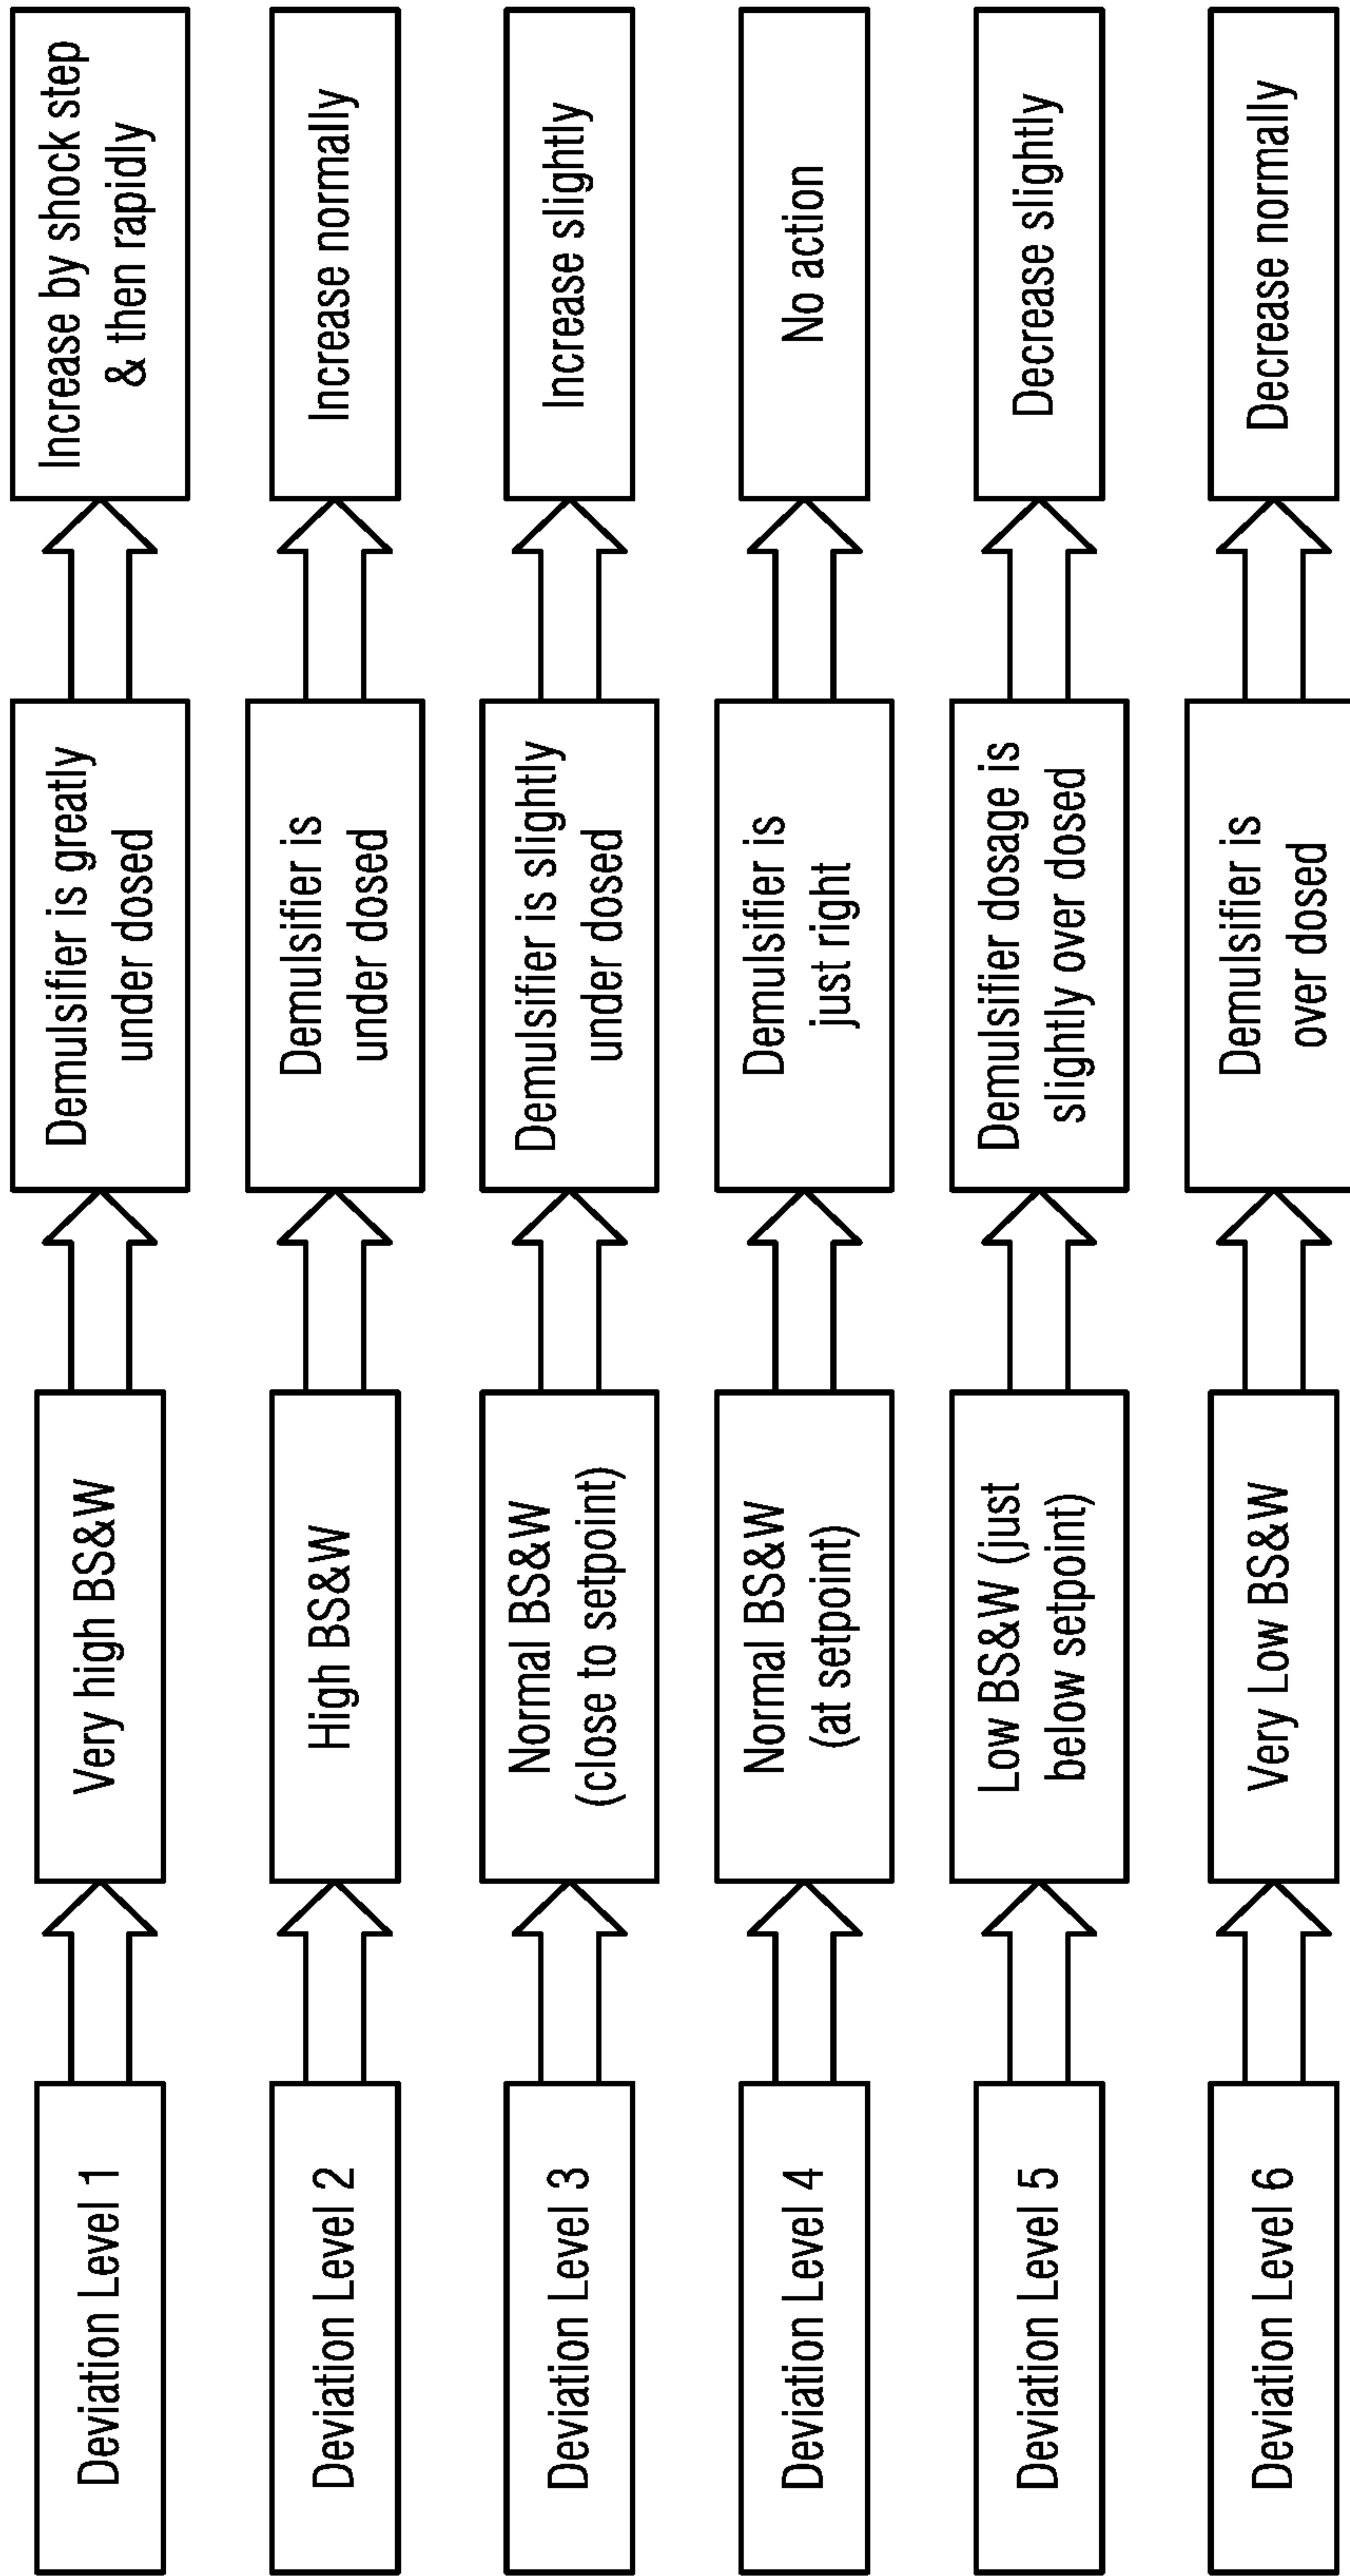 Deviation Level 1
Very high BS&W
Demulsifier is greatly
under dosed
Increase by shock step
& then rapidly
Deviation Level 2
High BS&W
Demulsifier is
under dosed
Increase normally
Deviation Level 3
Normal BS&W
(close to setpoint)
Demulsifier is slightly
under dosed
Increase slightly
Deviation Level 4
Normal BS&W
(at setpoint)
Demulsifier is
just right
No action
Deviation Level 5
Low BS&W (just
below setpoint)
Demulsifier dosage is
slightly over dosed
Decrease slightly
Deviation Level 6
Very Low BS&W
Demulsifier is
over dosed
Decrease normally